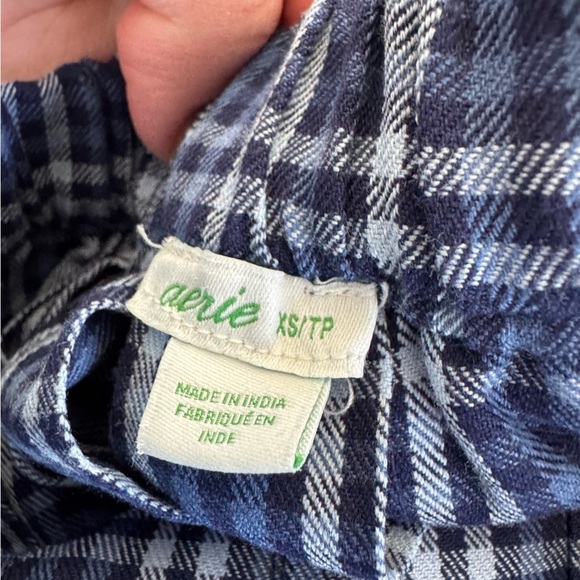 aerie XS/TP
MADE IN INDIA
FABRIQUÉ EN
INDE